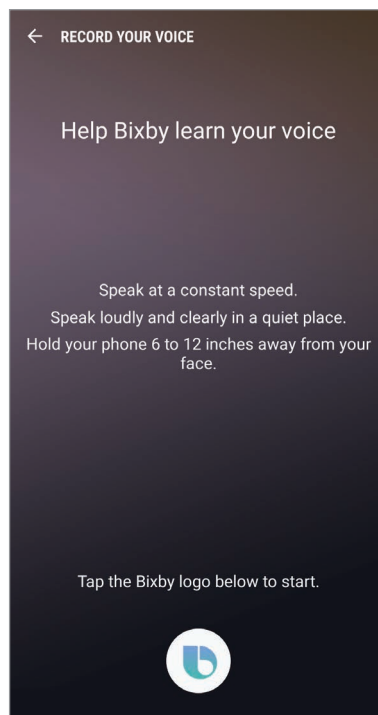 RECORD YOUR VOICE
Help Bixby learn your voice
Speak at a constant speed.
Speak loudly and clearly in a quiet place.
Hold your phone 6 to 12 inches away from your
face.
Tap the Bixby logo below to start.